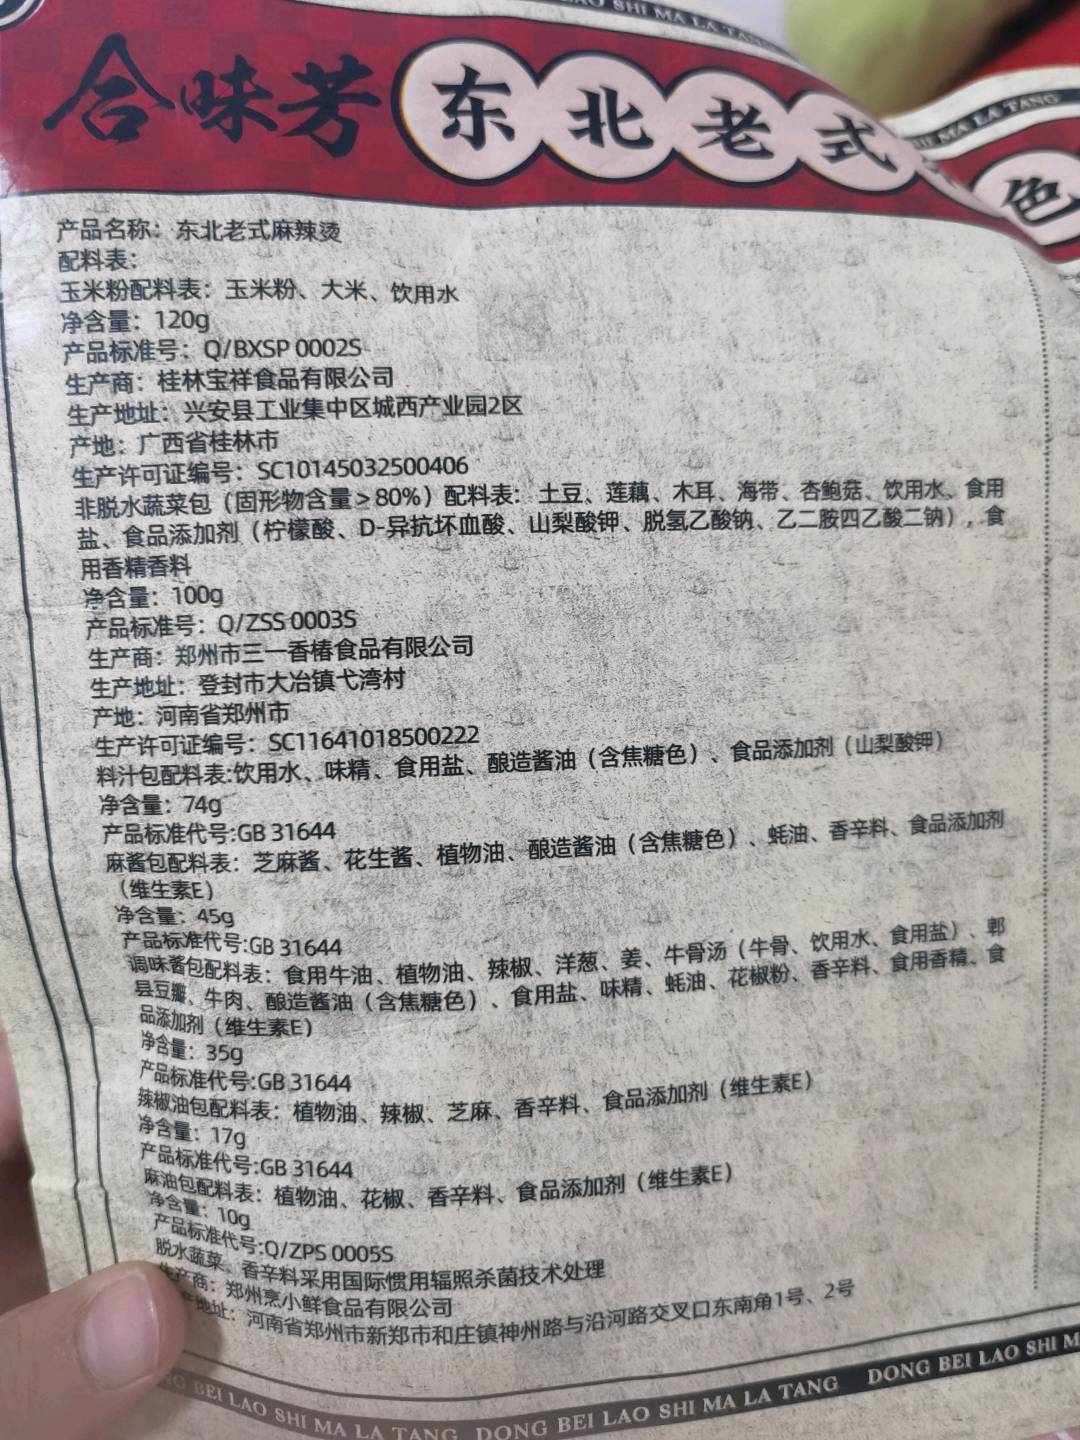 LAO SHI MA LA TANG
SHI MA LA TANG
合味芳 东北老式
色
产品名称：东北老式麻辣烫
配料表：
玉米粉配料表：玉米粉、大米、饮用水
净含量：120g
产品标准号：Q/BXSP 0002S
生产商：桂林宝祥食品有限公司
生产地址：兴安县工业集中区城西产业园2区
产地：广西省桂林市
生产许可证编号：SC10145032500406
非脱水蔬菜包（固形物含量≥80%）配料表：土豆、莲藕、木耳、海带、杏鲍菇、饮用水、食用
盐、食品添加剂（柠檬酸、D-异抗坏血酸、山梨酸钾、脱氢乙酸钠、乙二胺四乙酸二钠），食
用香精香料
净含量：100g
产品标准号：Q/ZSS 0003S
生产商：郑州市三一香椿食品有限公司
生产地址：登封市大冶镇弋湾村
产地：河南省郑州市
生产许可证编号：SC11641018500222
料汁包配料表:饮用水、味精、食用盐、酿造酱油（含焦糖色）、食品添加剂（山梨酸钾）
净含量：74g
产品标准代号:GB 31644
麻酱包配料表：芝麻酱、花生酱、植物油、酿造酱油（含焦糖色）、蚝油、香辛料、食品添加剂
（维生素E）
净含量：45g
产品标准代号:GB 31644
调味酱包配料表：食用牛油、植物油、辣椒、洋葱、姜、牛骨汤（牛骨、饮用水、食用盐）、郫
县豆瓣、牛肉、酿造酱油（含焦糖色）、食用盐、味精、蚝油、花椒粉、香辛料、食用香精、食
品添加剂（维生素E）
净含量：35g
产品标准代号:GB 31644
辣椒油包配料表：植物油、辣椒、芝麻、香辛料、食品添加剂（维生素E）
净含量：17g
产品标准代号:GB 31644
麻油包配料表：植物油、花椒、香辛料、食品添加剂（维生素E）
净含量：10g
产品标准代号:Q/ZPS 0005S
脱水蔬菜、香辛料采用国际惯用辐照杀菌技术处理
生产商：郑州烹小鲜食品有限公司
产地址：河南省郑州市新郑市和庄镇神州路与沿河路交叉口东南角1号、2号
BEI LAO SHI MA LA TANG DONG BEI LAO SHI MA LA TANG DONG BEI LAO SHI M